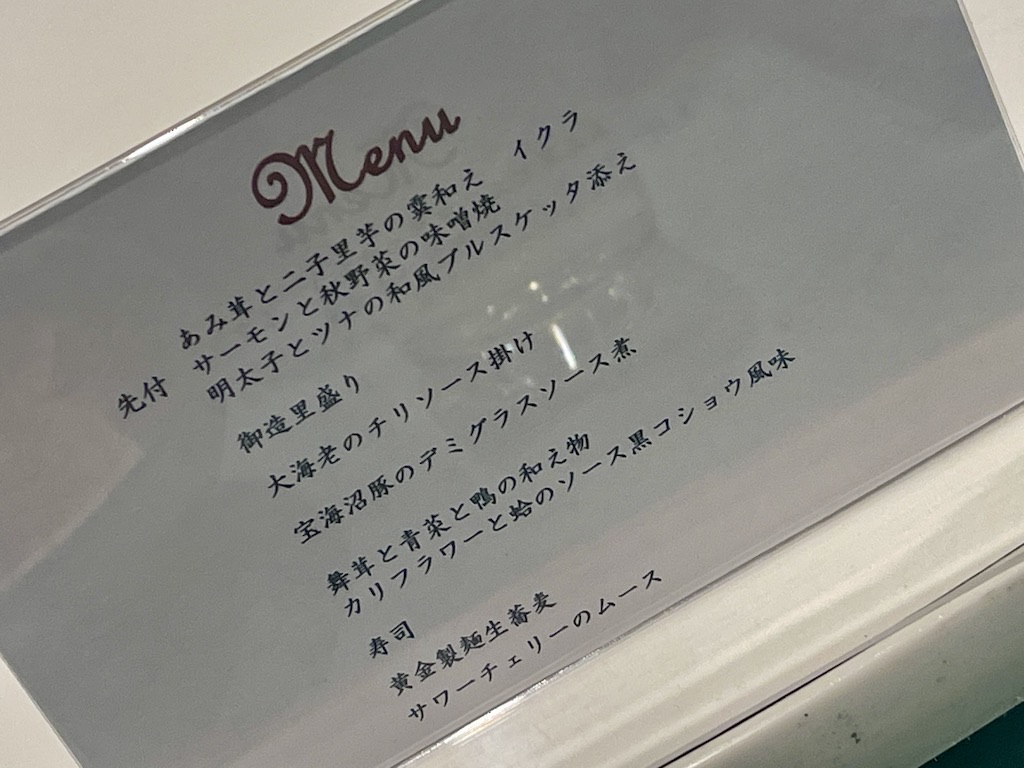 Menu
あみ茸と二子里芋の霙和え イクラ
先付 サーモンと秋野菜の味噌焼
明太子とツナの和風ブルスケッタ添え
御造里盛り
大海老のチリソース掛け
宝海沼豚のデミグラスソース煮
舞茸と青菜と鴨の和え物
カリフラワーと蛤のソース黒コショウ風味
寿司
黄金製麺生蕎麦
サワーチェリーのムース